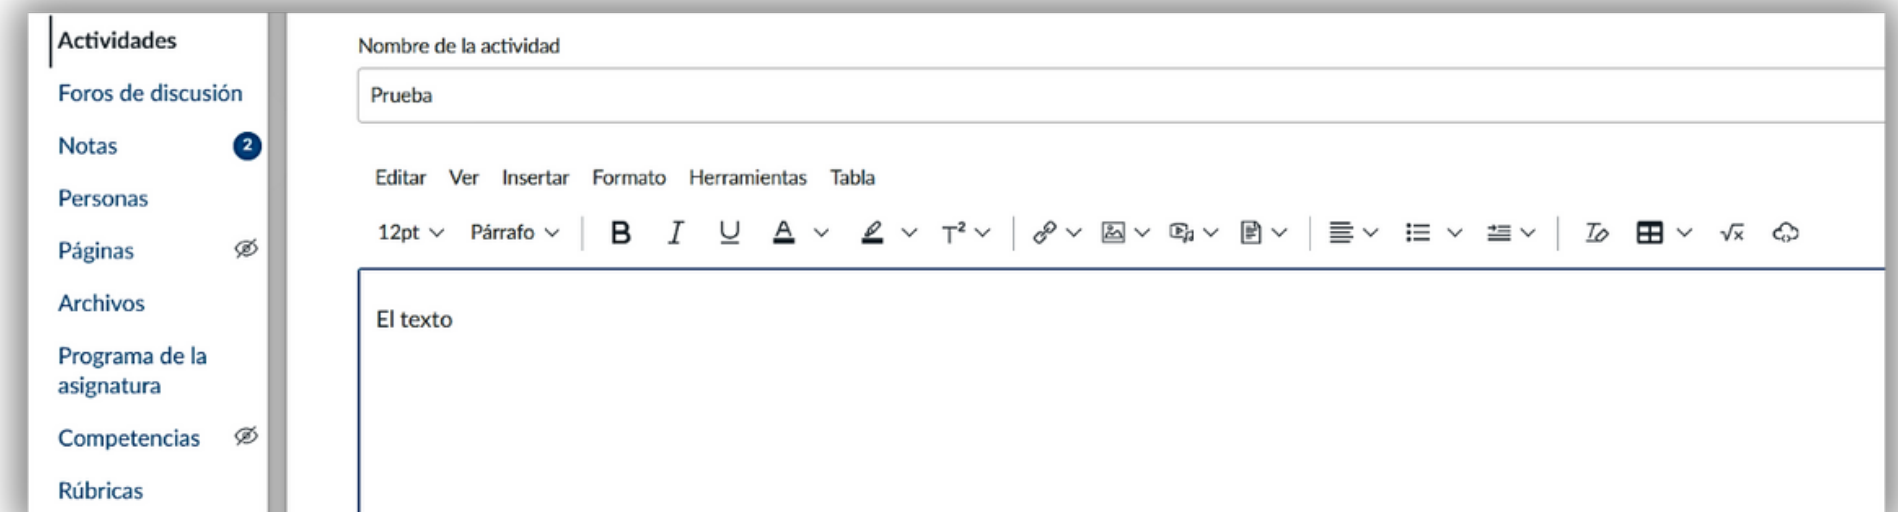 Actividades
Foros de discusión
Notas 2
Personas
Páginas
Archivos
Programa de la
asignatura
Competencias
Rúbricas
Nombre de la actividad
Prueba
Editar Ver Insertar Formato Herramientas Tabla
12pt Párrafo B I U A T²
El texto